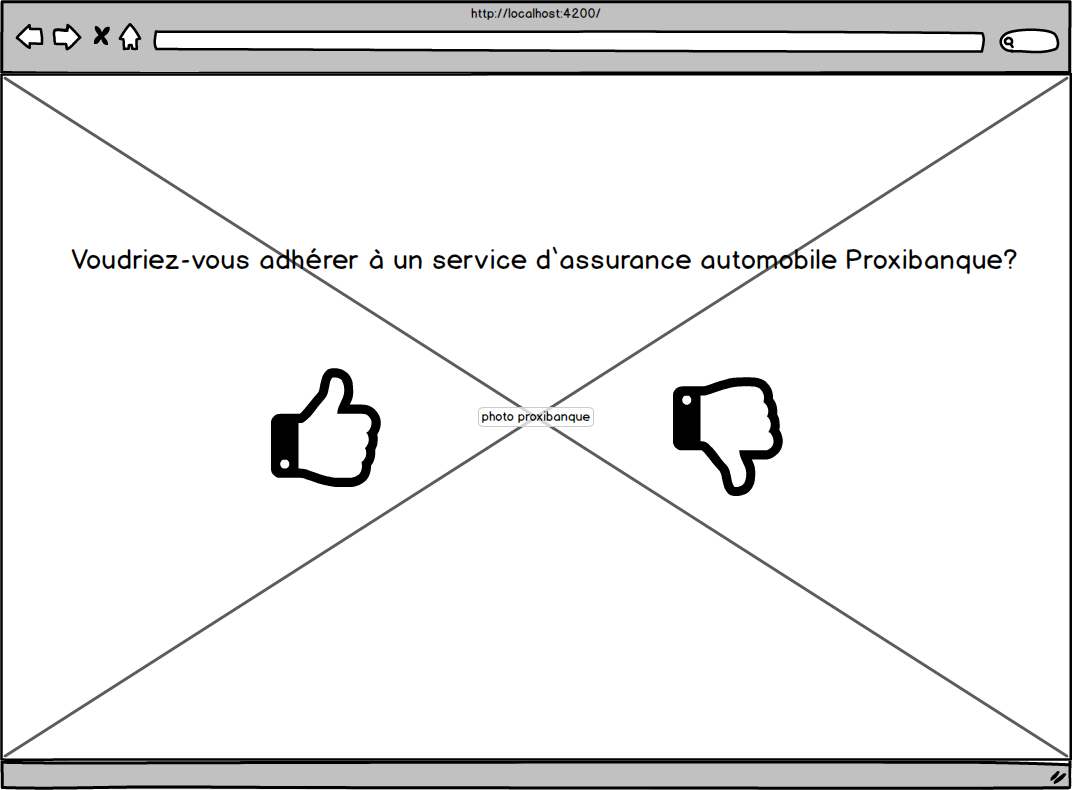 http://localhost:4200/
Voudriez-vous adhérer à un service d`assurance automobile Proxibanque?
photo proxibanque